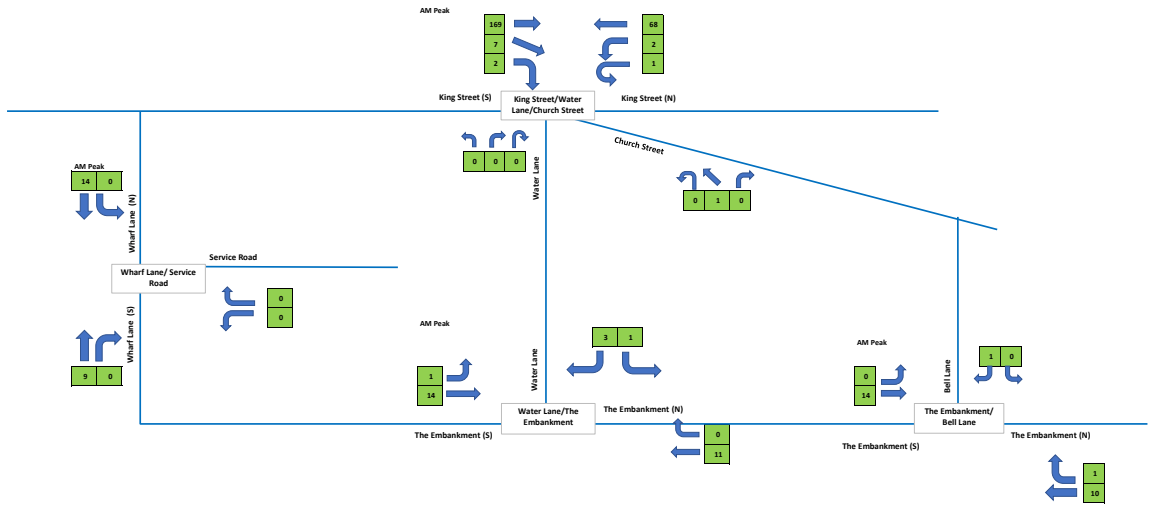 AM Peak
169
7
2
68
2
1
King Street (S)
King Street/Water
Lane/Church Street
King Street (N)
Church Street
0 0 0
Water Lane
AM Peak
14 0
0 1 0
Wharf Lane (N)
Service Road
Wharf Lane/ Service
Road
0
0
Wharf Lane (S)
9 0
AM Peak
1
14
3 1
Water Lane
AM Peak
0
14
1 0
Bell Lane
Water Lane/The
Embankment
The Embankment (N)
The Embankment (S)
0
11
The Embankment/
Bell Lane
The Embankment (S)
The Embankment (N)
1
10